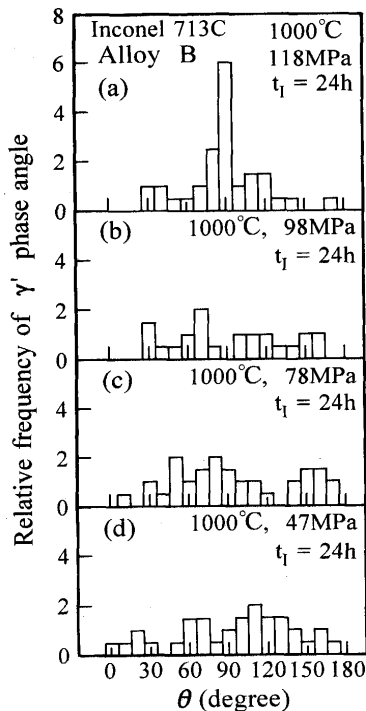 Relative frequency of γ' phase angle
8
6
4
2
0
Inconel 713C 1000°C
Alloy B 118MPa
(a) t_I = 24h
4
2
0
(b) 1000°C, 98MPa
t_I = 24h
4
2
0
(c) 1000°C, 78MPa
t_I = 24h
4
2
0
(d) 1000°C, 47MPa
t_I = 24h
0 30 60 90 120 150 180
θ (degree)